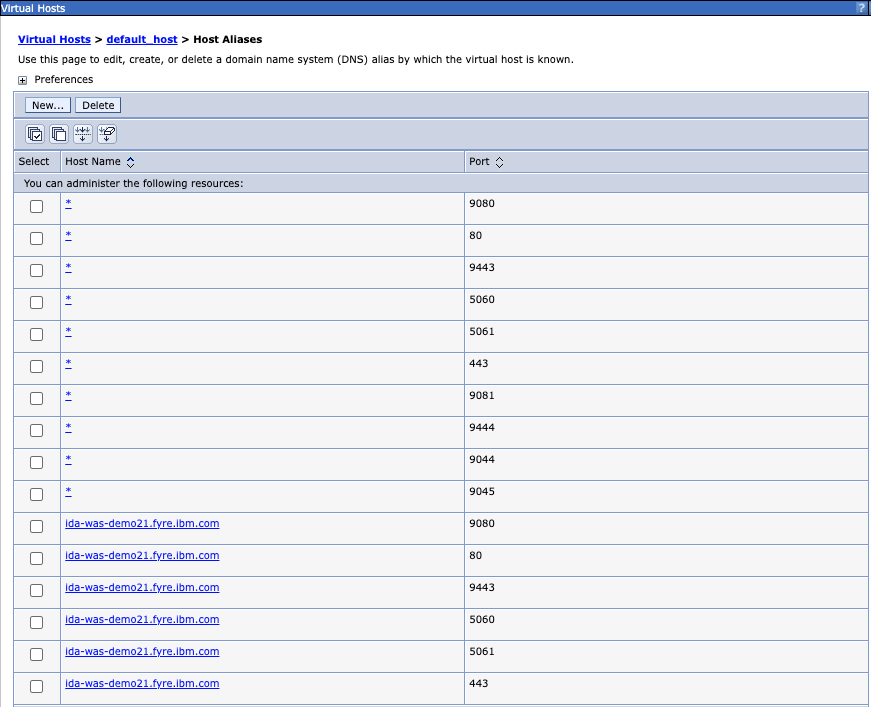 Virtual Hosts ?
Virtual Hosts > default_host > Host Aliases
Use this page to edit, create, or delete a domain name system (DNS) alias by which the virtual host is known.
Preferences
New... Delete
Select Host Name Port
You can administer the following resources:
* 9080
* 80
* 9443
* 5060
* 5061
* 443
* 9081
* 9444
* 9044
* 9045
ida-was-demo21.fyre.ibm.com 9080
ida-was-demo21.fyre.ibm.com 80
ida-was-demo21.fyre.ibm.com 9443
ida-was-demo21.fyre.ibm.com 5060
ida-was-demo21.fyre.ibm.com 5061
ida-was-demo21.fyre.ibm.com 443